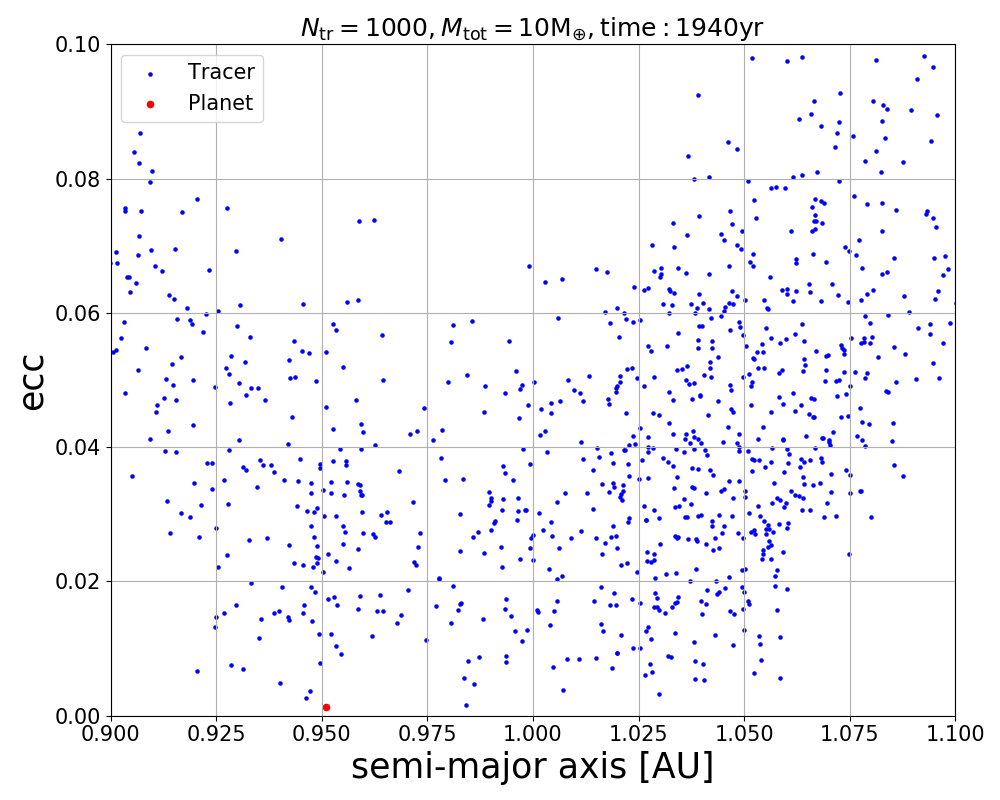 N_tr = 1000, M_tot = 10M_⊕, time : 1940yr
0.10
Tracer
Planet
0.08
0.06
ecc
0.04
0.02
0.00
0.900 0.925 0.950 0.975 1.000 1.025 1.050 1.075 1.100
semi-major axis [AU]